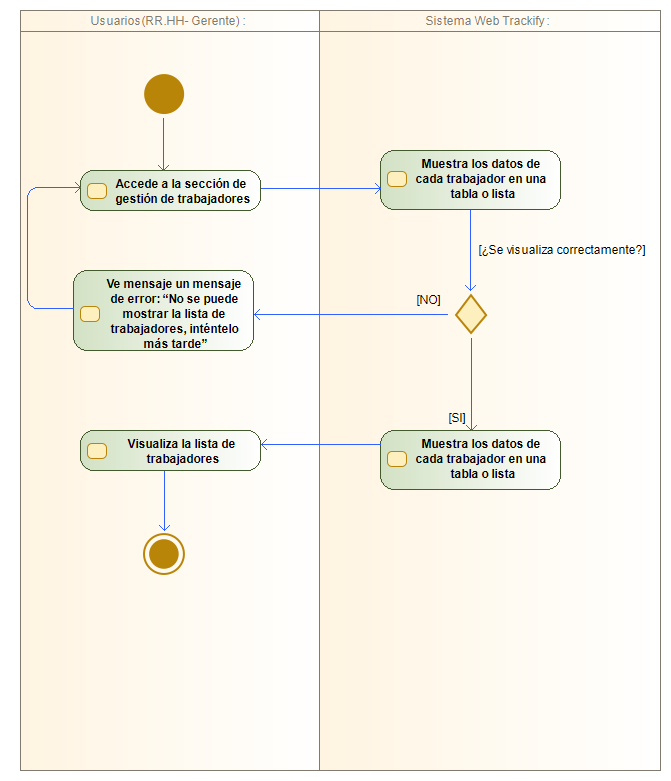 Usuarios(RR.HH- Gerente) :
Sistema Web Trackify :
Accede a la sección de
gestión de trabajadores
Muestra los datos de
cada trabajador en una
tabla o lista
[¿Se visualiza correctamente?]
Ve mensaje un mensaje
de error: “No se puede
mostrar la lista de
trabajadores, inténtelo
más tarde”
[NO]
[SI]
Visualiza la lista de
trabajadores
Muestra los datos de
cada trabajador en una
tabla o lista